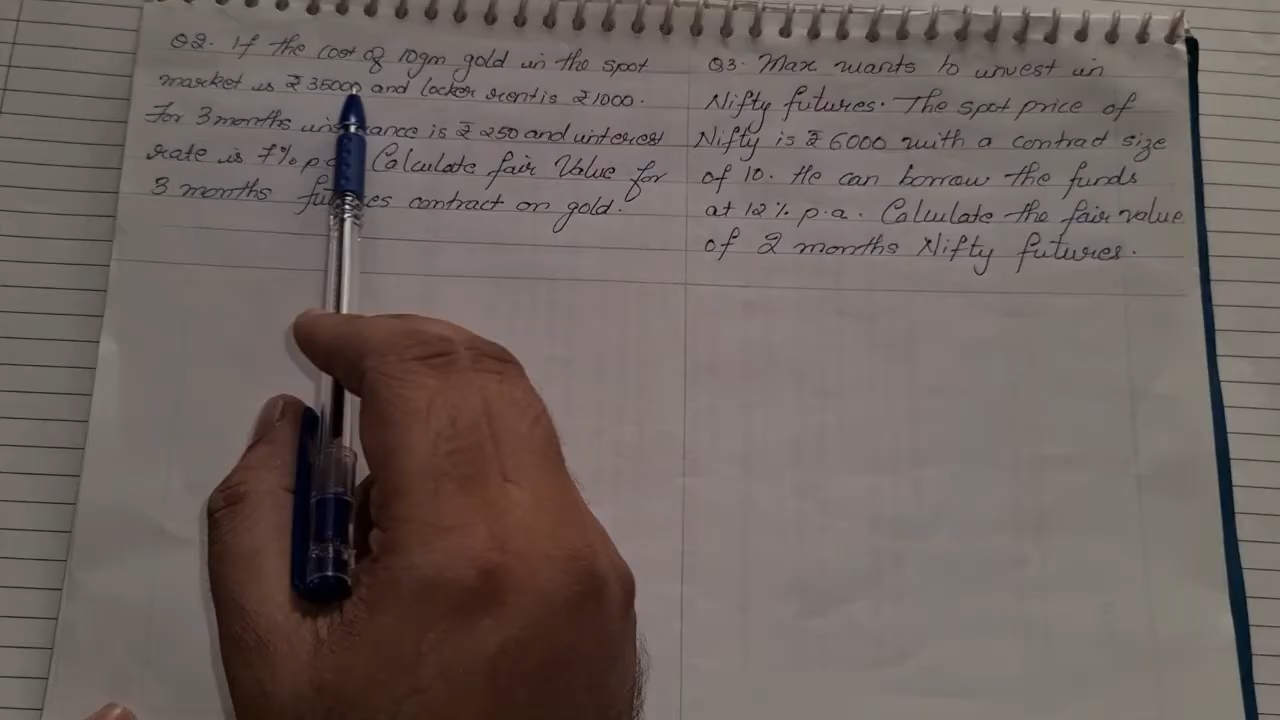 Q2. If the cost of 10gm gold in the spot
market is ₹35000 and locker rent is ₹1000.
For 3 months is ₹250 and interest
rate is 7% Calculate fair Value for
3 months contract on gold.
Q3. Max wants to invest in
Nifty futures. The spot price of
Nifty is ₹6000 with a contract size
of 10. He can borrow the funds
at 12% p.a. Calculate the fair value
of 2 months Nifty futures.